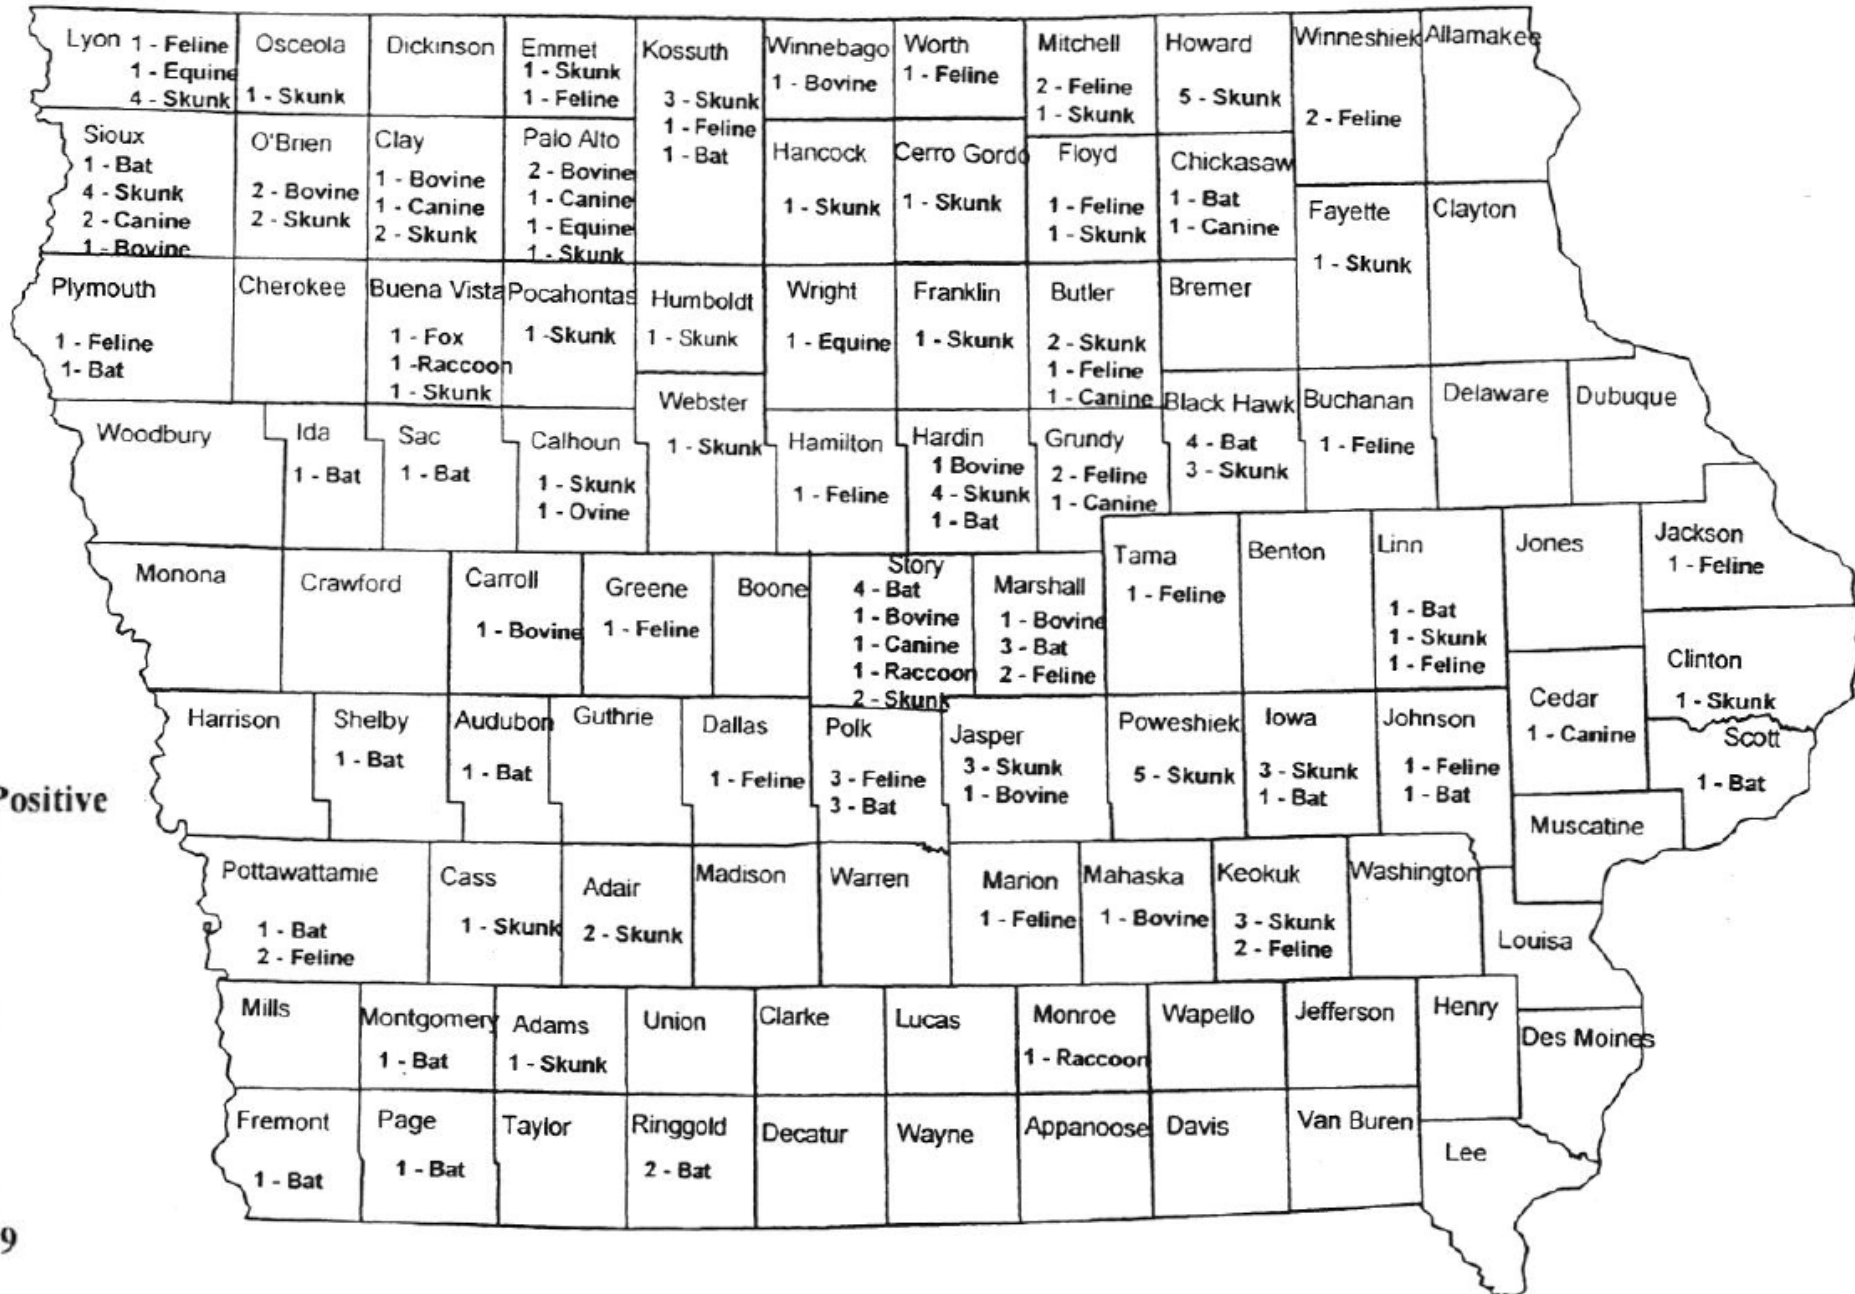 Lyon 1 - Feline
1 - Equine
4 - Skunk
Osceola
1 - Skunk
Dickinson
Emmet
1 - Skunk
1 - Feline
Kossuth
3 - Skunk
1 - Feline
1 - Bat
Winnebago
1 - Bovine
Worth
1 - Feline
Mitchell
2 - Feline
1 - Skunk
Howard
5 - Skunk
Winneshiek
2 - Feline
Allamakee
Sioux
1 - Bat
4 - Skunk
2 - Canine
1 - Bovine
O'Brien
2 - Bovine
2 - Skunk
Clay
1 - Bovine
1 - Canine
2 - Skunk
Palo Alto
2 - Bovine
1 - Canine
1 - Equine
1 - Skunk
Hancock
1 - Skunk
Cerro Gordo
1 - Skunk
Floyd
1 - Feline
1 - Skunk
Chickasaw
1 - Bat
1 - Canine
Fayette
1 - Skunk
Clayton
Plymouth
1 - Feline
1- Bat
Cherokee
Buena Vista
1 - Fox
1 -Raccoon
1 - Skunk
Pocahontas
1 -Skunk
Humboldt
1 - Skunk
Wright
1 - Equine
Franklin
1 - Skunk
Butler
2 - Skunk
1 - Feline
1 - Canine
Bremer
Webster
1 - Skunk
Black Hawk
4 - Bat
3 - Skunk
Buchanan
1 - Feline
Delaware
Dubuque
Woodbury
Ida
1 - Bat
Sac
1 - Bat
Calhoun
1 - Skunk
1 - Ovine
Hamilton
1 - Feline
Hardin
1 Bovine
4 - Skunk
1 - Bat
Grundy
2 - Feline
1 - Canine
Monona
Crawford
Carroll
1 - Bovine
Greene
1 - Feline
Boone
Story
4 - Bat
1 - Bovine
1 - Canine
1 - Raccoon
2 - Skunk
Marshall
1 - Bovine
3 - Bat
2 - Feline
Tama
1 - Feline
Benton
Linn
1 - Bat
1 - Skunk
1 - Feline
Jones
Jackson
1 - Feline
Clinton
1 - Skunk
Cedar
1 - Canine
Scott
1 - Bat
Harrison
Shelby
1 - Bat
Audubon
1 - Bat
Guthrie
Dallas
1 - Feline
Polk
3 - Feline
3 - Bat
Jasper
3 - Skunk
1 - Bovine
Poweshiek
5 - Skunk
Iowa
3 - Skunk
1 - Bat
Johnson
1 - Feline
1 - Bat
Muscatine
Positive
Pottawattamie
1 - Bat
2 - Feline
Cass
1 - Skunk
Adair
2 - Skunk
Madison
Warren
Marion
1 - Feline
Mahaska
1 - Bovine
Keokuk
3 - Skunk
2 - Feline
Washington
Louisa
Mills
Montgomery
1 - Bat
Adams
1 - Skunk
Union
Clarke
Lucas
Monroe
1 - Raccoon
Wapello
Jefferson
Henry
Des Moines
Fremont
1 - Bat
Page
1 - Bat
Taylor
Ringgold
2 - Bat
Decatur
Wayne
Appanoose
Davis
Van Buren
Lee
9